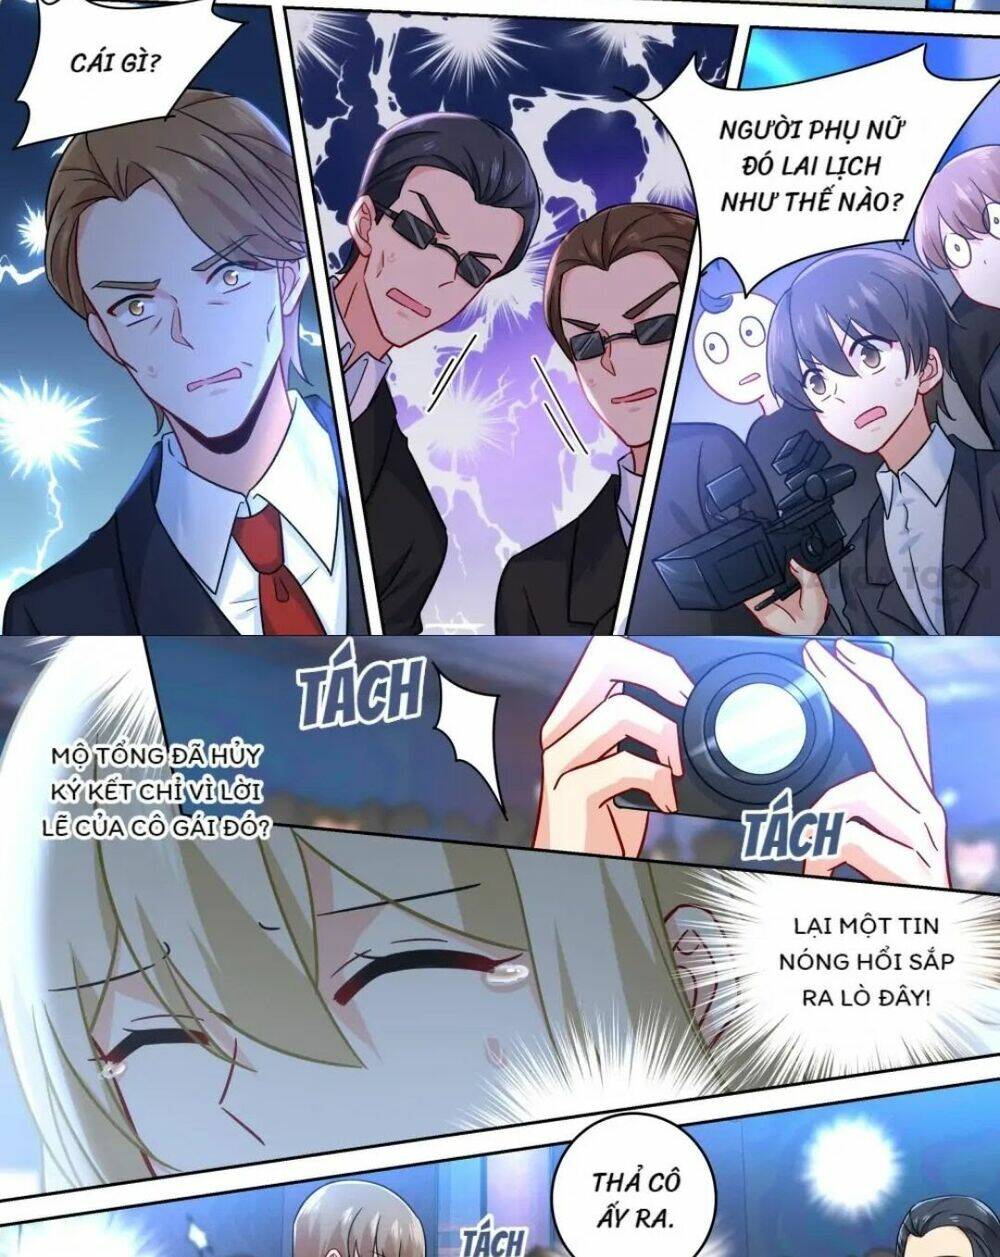 CÁI GÌ?
NGƯỜI PHỤ NỮ
ĐÓ LAI LỊCH
NHƯ THẾ NÀO?
TÁCH
MỘ TỔNG ĐÃ HỦY
KÝ KẾT CHỈ VÌ LỜI
LẼ CỦA CÔ GÁI ĐÓ?
TÁCH
LẠI MỘT TIN
NÓNG HỔI SẮP
RA LÒ ĐÂY!
THẢ CÔ
ẤY RA.
TÁCH